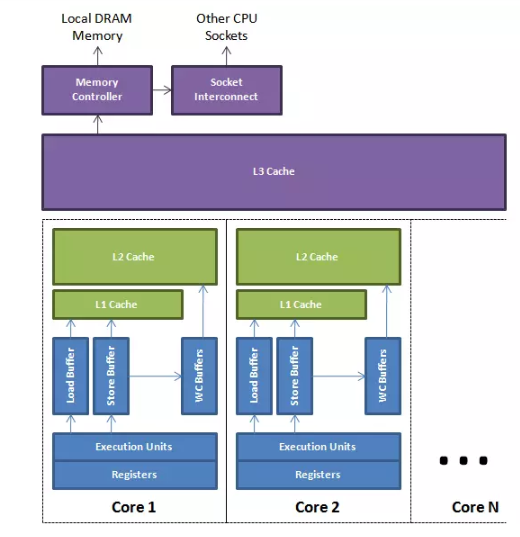 Local DRAM
Memory
Other CPU
Sockets
Memory
Controller
Socket
Interconnect
L3 Cache
L2 Cache
L1 Cache
Load Buffer
Store Buffer
WC Buffers
Execution Units
Registers
Core 1
L2 Cache
L1 Cache
Load Buffer
Store Buffer
WC Buffers
Execution Units
Registers
Core 2
Core N